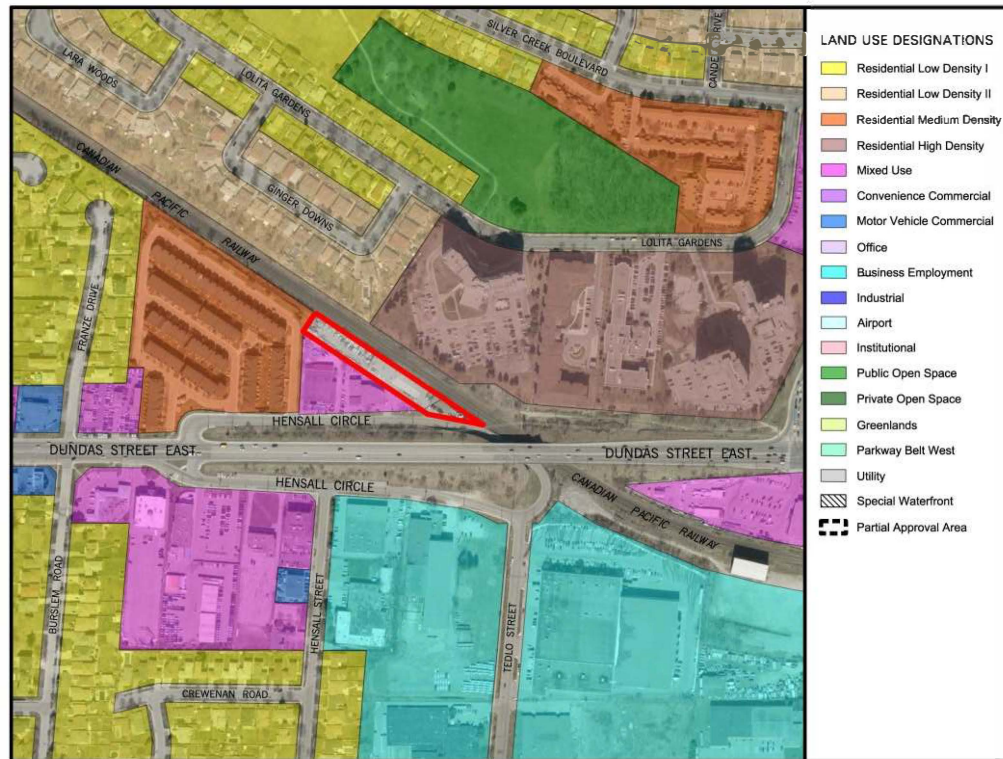 SILVER CREEK BOULEVARD
LARA WOODS
LOLITA GARDENS
CANADIAN PACIFIC RAILWAY
GINGER DOWNS
LOLITA GARDENS
FRANZE DRIVE
HENSALL CIRCLE
DUNDAS STREET EAST
DUNDAS STREET EAST
HENSALL CIRCLE
CANADIAN PACIFIC RAILWAY
BURSLEM ROAD
HENSALL STREET
TEDLO STREET
CREWENAN ROAD
LAND USE DESIGNATIONS
Residential Low Density I
Residential Low Density II
Residential Medium Density
Residential High Density
Mixed Use
Convenience Commercial
Motor Vehicle Commercial
Office
Business Employment
Industrial
Airport
Institutional
Public Open Space
Private Open Space
Greenlands
Parkway Belt West
Utility
Special Waterfront
Partial Approval Area